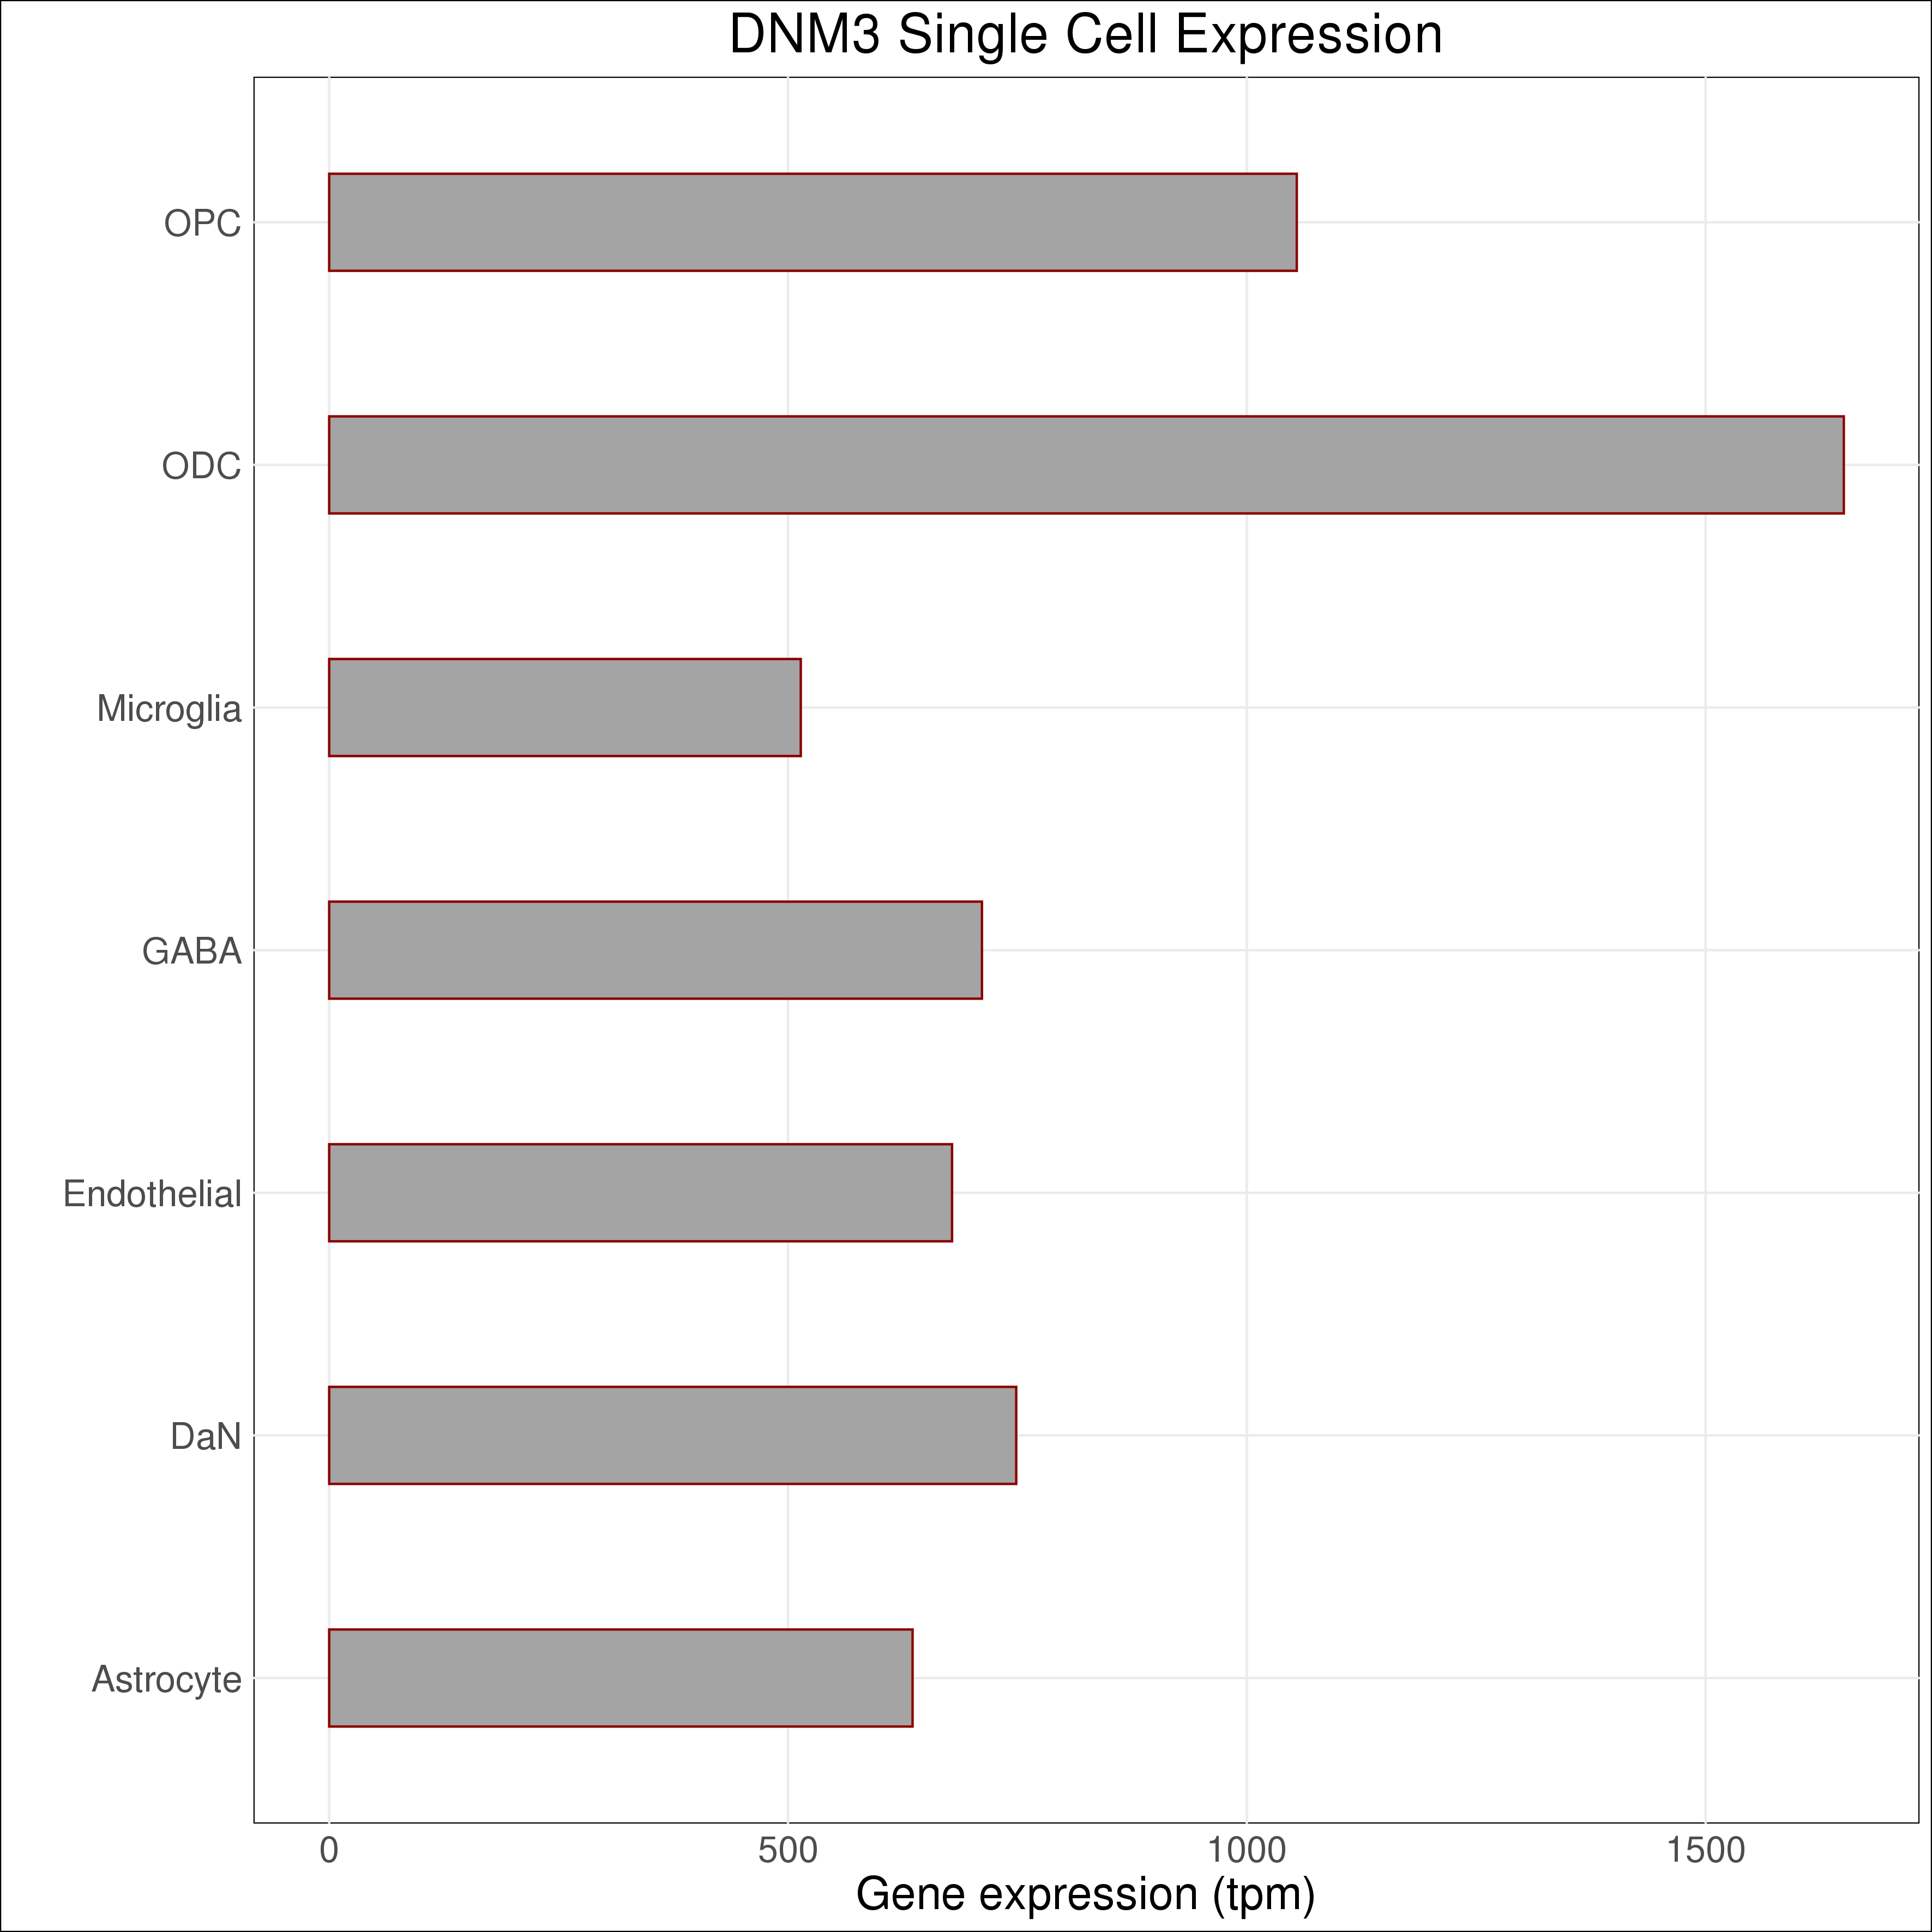 DNM3 Single Cell Expression
OPC
ODC
Microglia
GABA
Endothelial
DaN
Astrocyte
0 500 1000 1500
Gene expression (tpm)